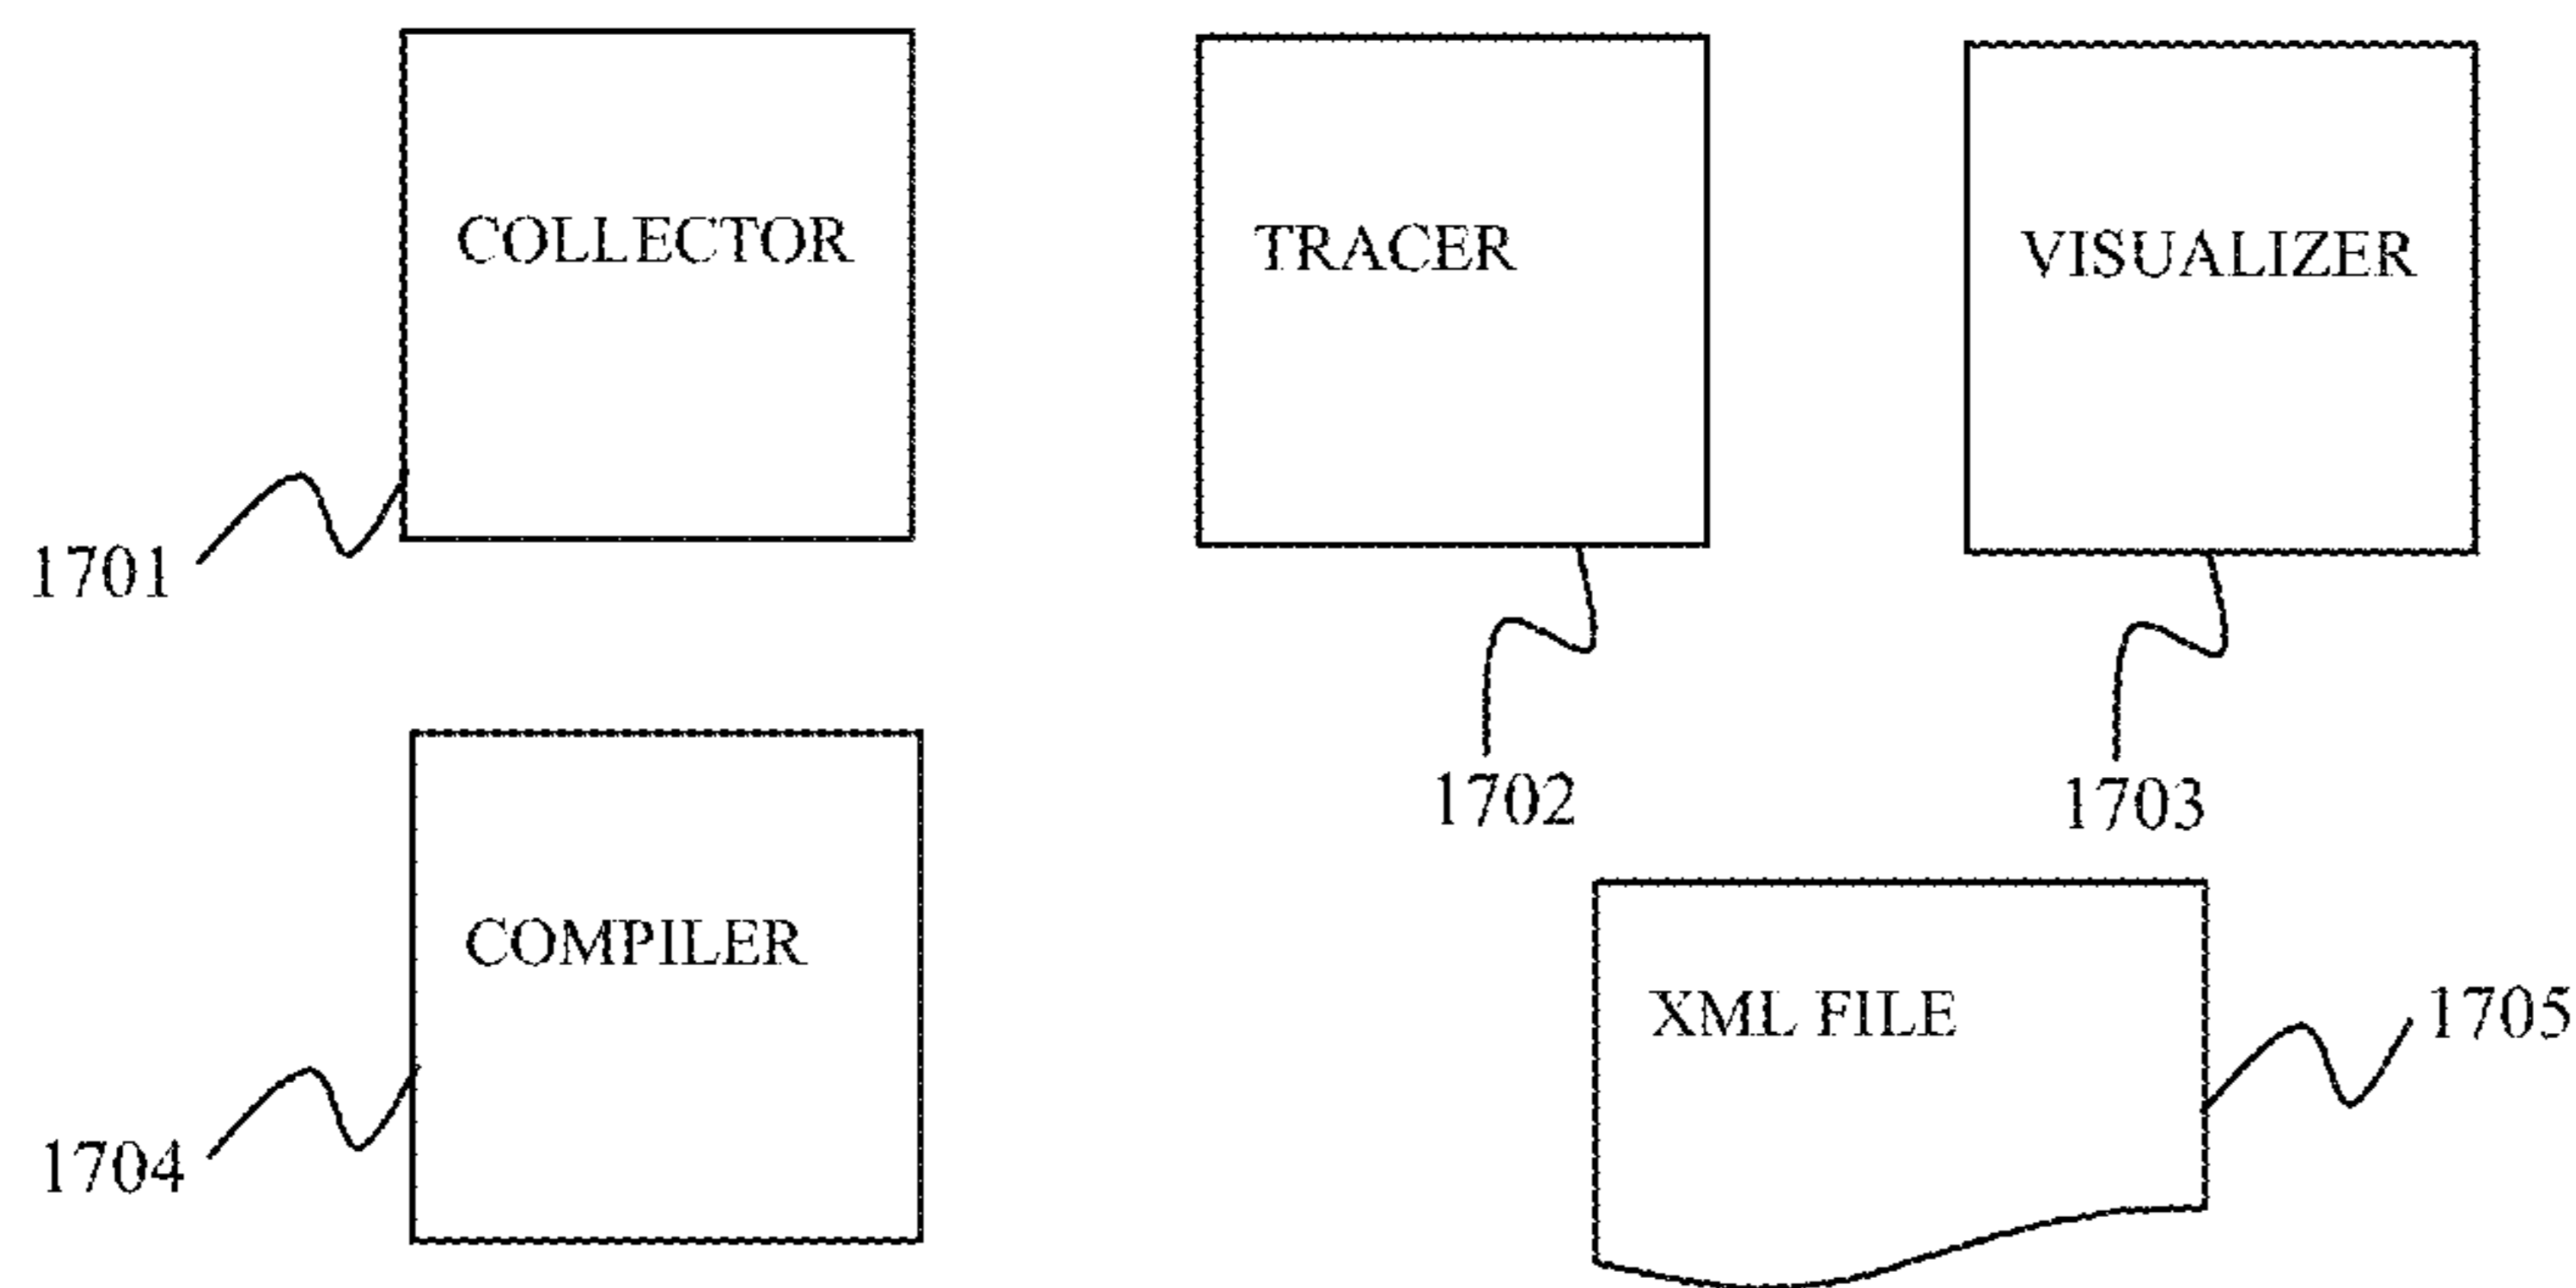 COLLECTOR
TRACER
VISUALIZER
1701
1702
1703
COMPILER
XML FILE
1705
1704